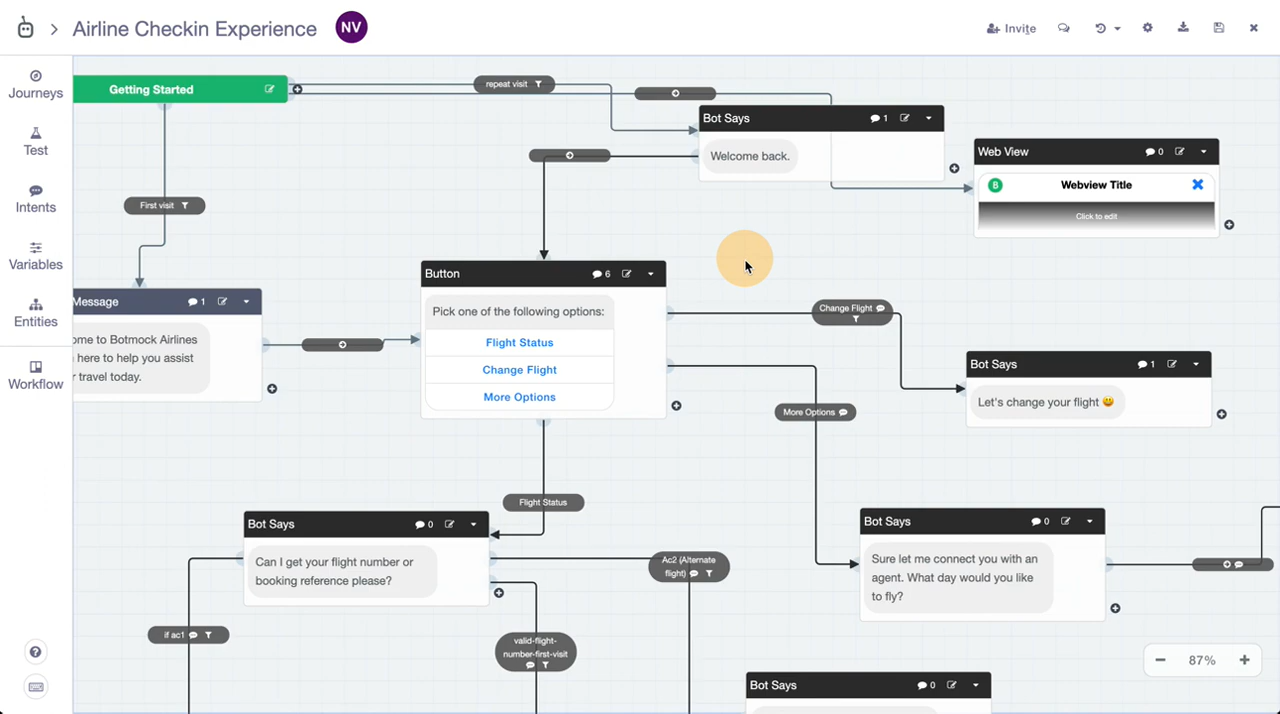 Airline Checkin Experience
NV
Invite
Journeys
Test
Intents
Variables
Entities
Workflow
Getting Started
repeat visit
Bot Says
1
Welcome back.
Web View
0
B
Webview Title
Click to edit
First visit
Message
1
ome to Botmock Airlines
here to help you assist
travel today.
Button
6
Pick one of the following options:
Flight Status
Change Flight
More Options
Change Flight
Bot Says
1
Let's change your flight 😀
More Options
Flight Status
Bot Says
0
Can I get your flight number or
booking reference please?
Ac2 (Alternate
flight)
Bot Says
0
Sure let me connect you with an
agent. What day would you like
to fly?
if ac1
valid-flight-
number-first-visit
Bot Says
0
87%